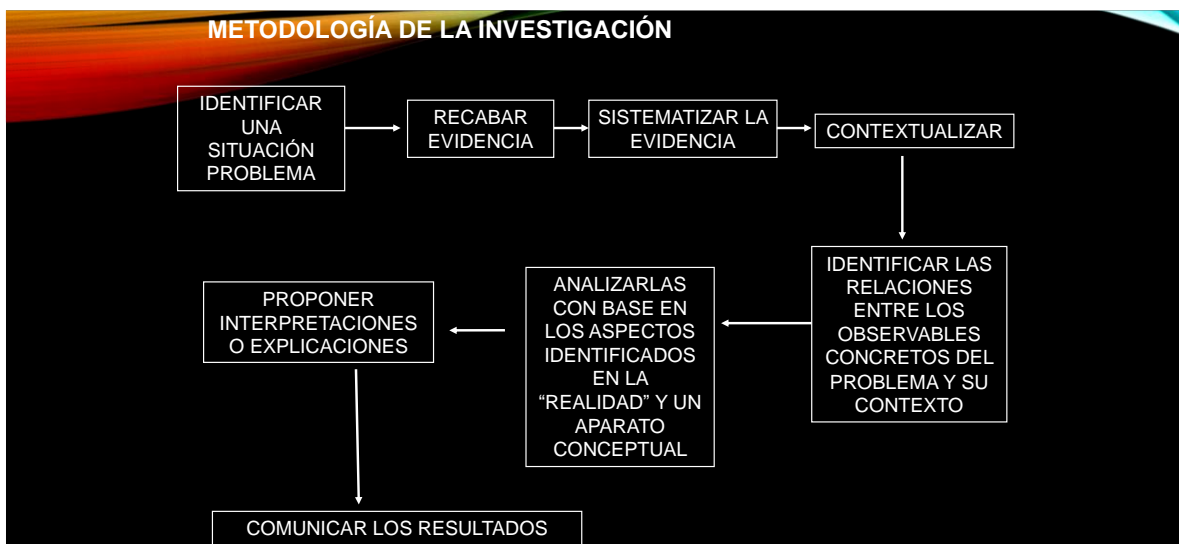 METODOLOGÍA DE LA INVESTIGACIÓN
IDENTIFICAR
UNA
SITUACIÓN
PROBLEMA
RECABAR
EVIDENCIA
SISTEMATIZAR LA
EVIDENCIA
CONTEXTUALIZAR
IDENTIFICAR LAS
RELACIONES
ENTRE LOS
OBSERVABLES
CONCRETOS DEL
PROBLEMA Y SU
CONTEXTO
ANALIZARLAS
CON BASE EN
LOS ASPECTOS
IDENTIFICADOS
EN LA
“REALIDAD” Y UN
APARATO
CONCEPTUAL
PROPONER
INTERPRETACIONES
O EXPLICACIONES
COMUNICAR LOS RESULTADOS